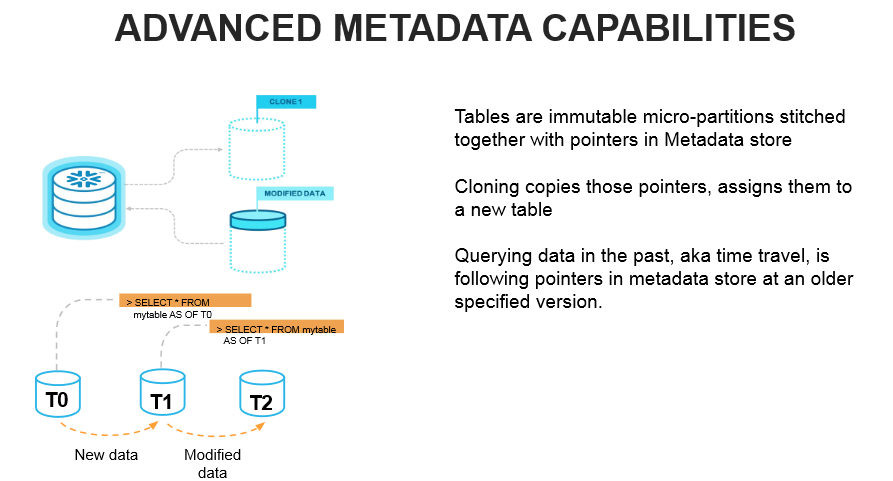 ADVANCED METADATA CAPABILITIES
CLONE 1
MODIFIED DATA
Tables are immutable micro-partitions stitched
together with pointers in Metadata store
Cloning copies those pointers, assigns them to
a new table
Querying data in the past, aka time travel, is
following pointers in metadata store at an older
specified version.
> SELECT * FROM
mytable AS OF T0
> SELECT * FROM mytable
AS OF T1
T0
T1
T2
New data
Modified
data